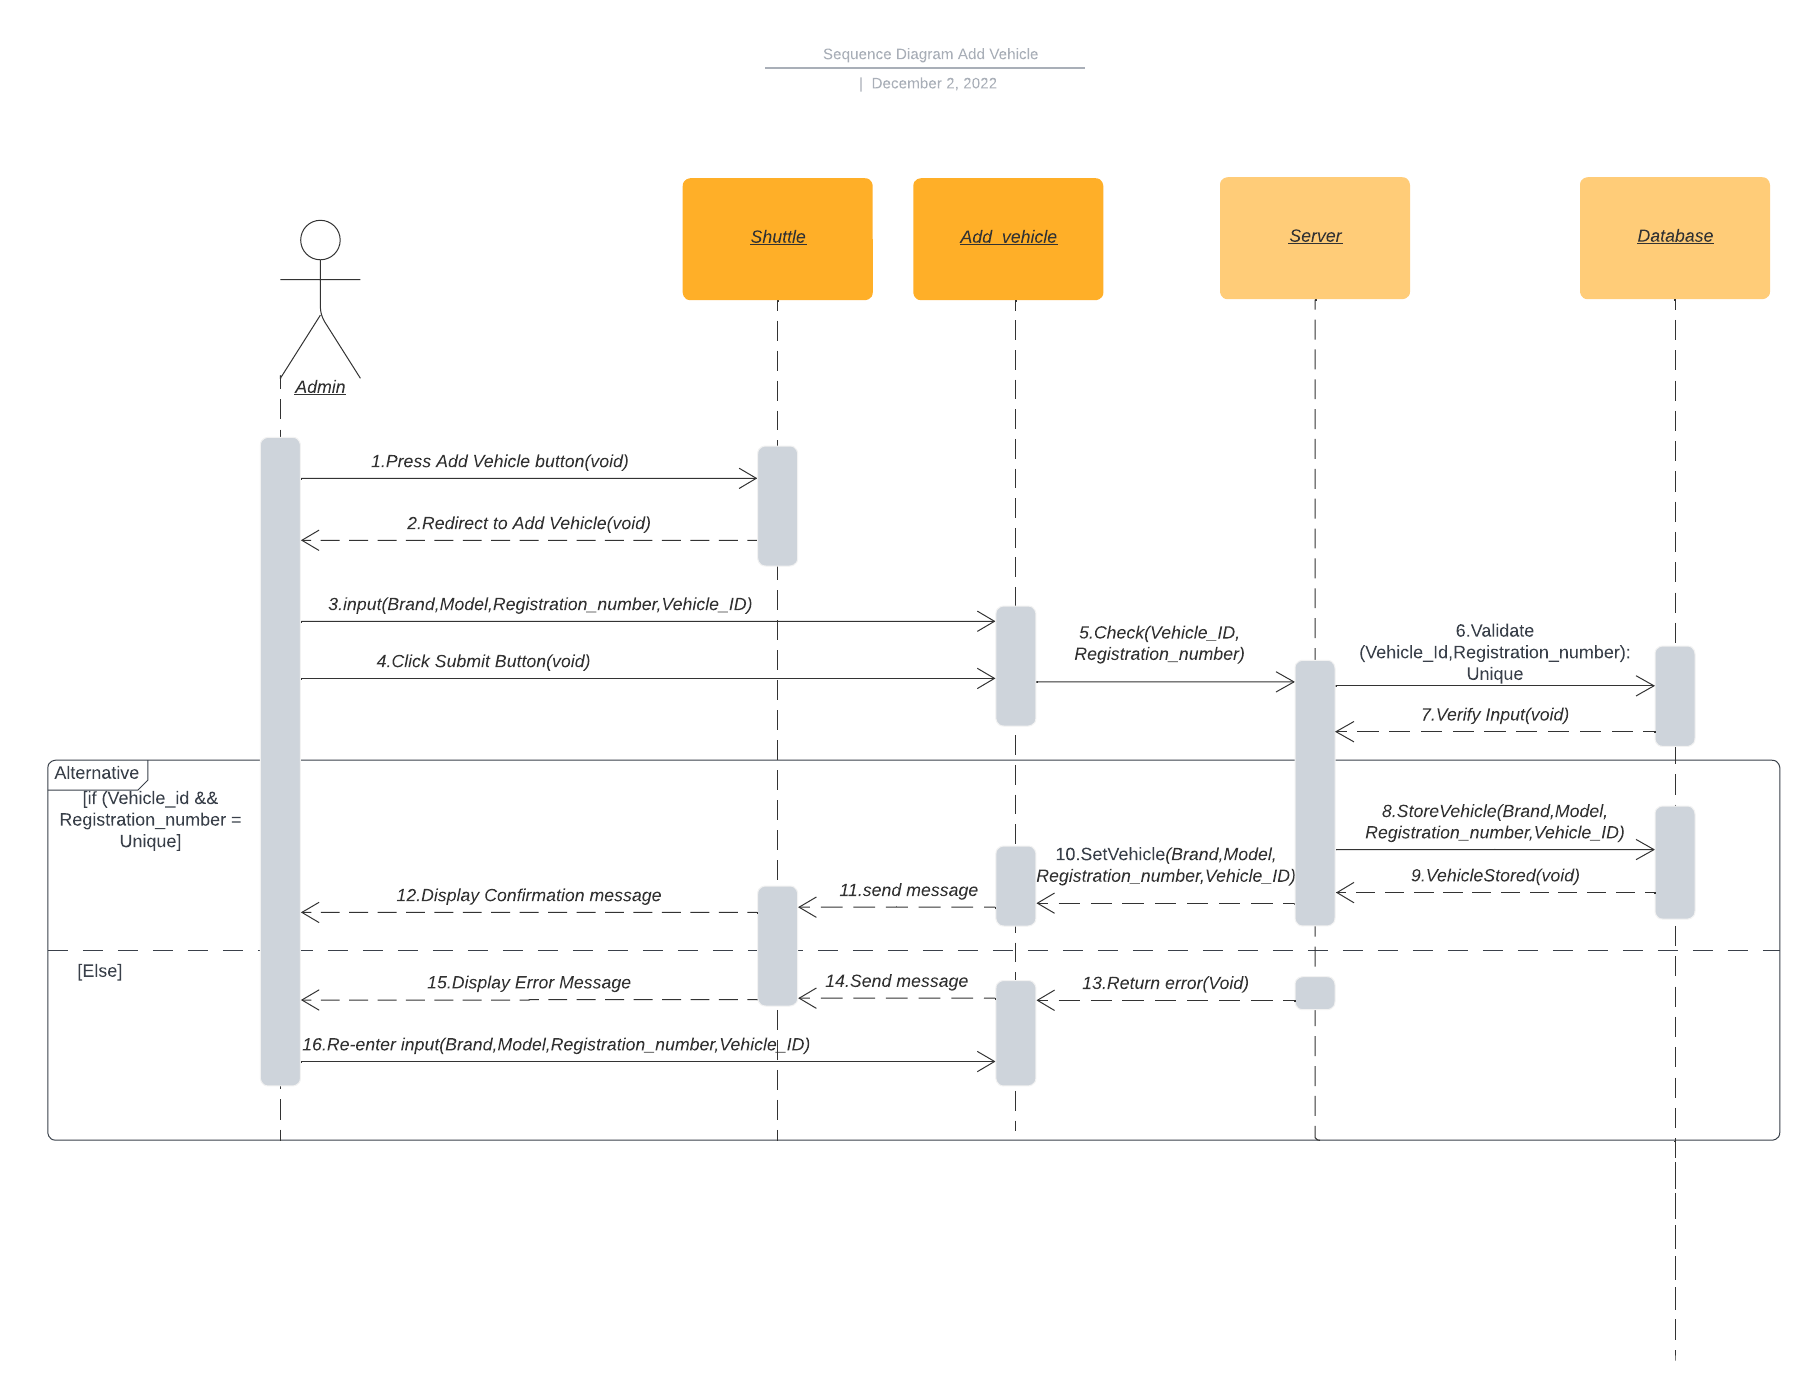 Sequence Diagram Add Vehicle
| December 2, 2022
Shuttle
Add_vehicle
Server
Database
Admin
1.Press Add Vehicle button(void)
2.Redirect to Add Vehicle(void)
3.input(Brand,Model,Registration_number,Vehicle_ID)
4.Click Submit Button(void)
5.Check(Vehicle_ID,
Registration_number)
6.Validate
(Vehicle_Id,Registration_number):
Unique
7.Verify Input(void)
Alternative
[if (Vehicle_id &&
Registration_number =
Unique]
8.StoreVehicle(Brand,Model,
Registration_number,Vehicle_ID)
9.VehicleStored(void)
10.SetVehicle(Brand,Model,
Registration_number,Vehicle_ID)
11.send message
12.Display Confirmation message
[Else]
13.Return error(Void)
14.Send message
15.Display Error Message
16.Re-enter input(Brand,Model,Registration_number,Vehicle_ID)